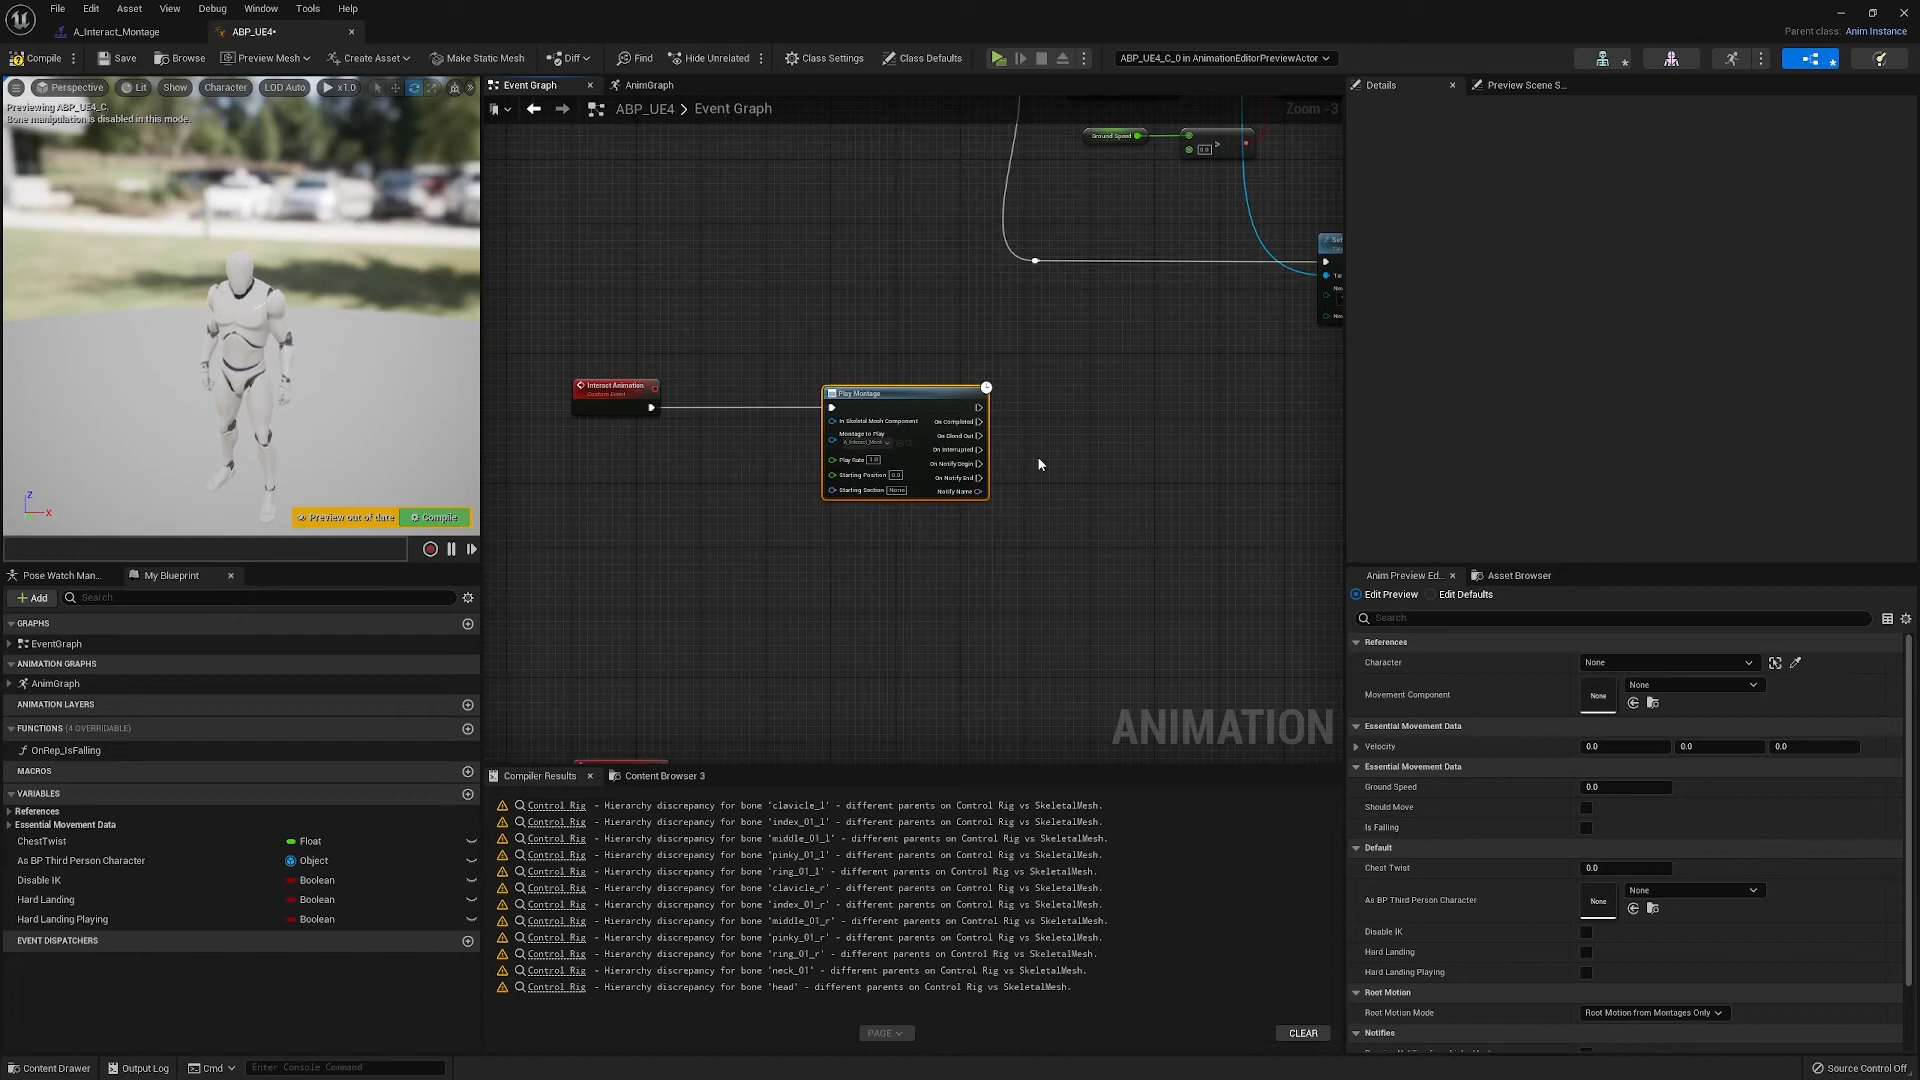 File Edit Asset View Debug Window Tools Help
A_Interact_Montage
ABP_UE4•
Parent class: Anim Instance
Compile Save Browse Preview Mesh Create Asset Make Static Mesh Diff Find Hide Unrelated Class Settings Class Defaults
ABP_UE4_C_0 in AnimationEditorPreviewActor
Perspective Lit Show Character LOD Auto x1.0
Previewing ABP_UE4_C.
Bone manipulation is disabled in this mode.
Z
X
Preview out of date Compile
Event Graph
AnimGraph
ABP_UE4 > Event Graph
Zoom -3
Ground Speed
0.0 >
Set
Tar
Nev
Nev
Interact Animation
Custom Event
Play Montage
In Skeletal Mesh Component
On Completed
Montage to Play
A_Interact_Mont
On Blend Out
On Interrupted
Play Rate 1.0
On Notify Begin
Starting Position 0.0
On Notify End
Starting Section None
Notify Name
ANIMATION
Details
Preview Scene S...
Pose Watch Man...
My Blueprint
Add
Search
GRAPHS
EventGraph
ANIMATION GRAPHS
AnimGraph
ANIMATION LAYERS
FUNCTIONS (4 OVERRIDABLE)
OnRep_IsFalling
MACROS
VARIABLES
References
Essential Movement Data
ChestTwist Float
As BP Third Person Character Object
Disable IK Boolean
Hard Landing Boolean
Hard Landing Playing Boolean
EVENT DISPATCHERS
Compiler Results
Content Browser 3
Control Rig - Hierarchy discrepancy for bone 'clavicle_l' - different parents on Control Rig vs SkeletalMesh.
Control Rig - Hierarchy discrepancy for bone 'index_01_l' - different parents on Control Rig vs SkeletalMesh.
Control Rig - Hierarchy discrepancy for bone 'middle_01_l' - different parents on Control Rig vs SkeletalMesh.
Control Rig - Hierarchy discrepancy for bone 'pinky_01_l' - different parents on Control Rig vs SkeletalMesh.
Control Rig - Hierarchy discrepancy for bone 'ring_01_l' - different parents on Control Rig vs SkeletalMesh.
Control Rig - Hierarchy discrepancy for bone 'clavicle_r' - different parents on Control Rig vs SkeletalMesh.
Control Rig - Hierarchy discrepancy for bone 'index_01_r' - different parents on Control Rig vs SkeletalMesh.
Control Rig - Hierarchy discrepancy for bone 'middle_01_r' - different parents on Control Rig vs SkeletalMesh.
Control Rig - Hierarchy discrepancy for bone 'pinky_01_r' - different parents on Control Rig vs SkeletalMesh.
Control Rig - Hierarchy discrepancy for bone 'ring_01_r' - different parents on Control Rig vs SkeletalMesh.
Control Rig - Hierarchy discrepancy for bone 'neck_01' - different parents on Control Rig vs SkeletalMesh.
Control Rig - Hierarchy discrepancy for bone 'head' - different parents on Control Rig vs SkeletalMesh.
PAGE
CLEAR
Anim Preview Ed...
Asset Browser
Edit Preview Edit Defaults
Search
References
Character None
Movement Component None None
Essential Movement Data
Velocity 0.0 0.0 0.0
Essential Movement Data
Ground Speed 0.0
Should Move
Is Falling
Default
Chest Twist 0.0
As BP Third Person Character None None
Disable IK
Hard Landing
Hard Landing Playing
Root Motion
Root Motion Mode Root Motion from Montages Only
Notifies
Content Drawer Output Log Cmd Enter Console Command
Source Control Off